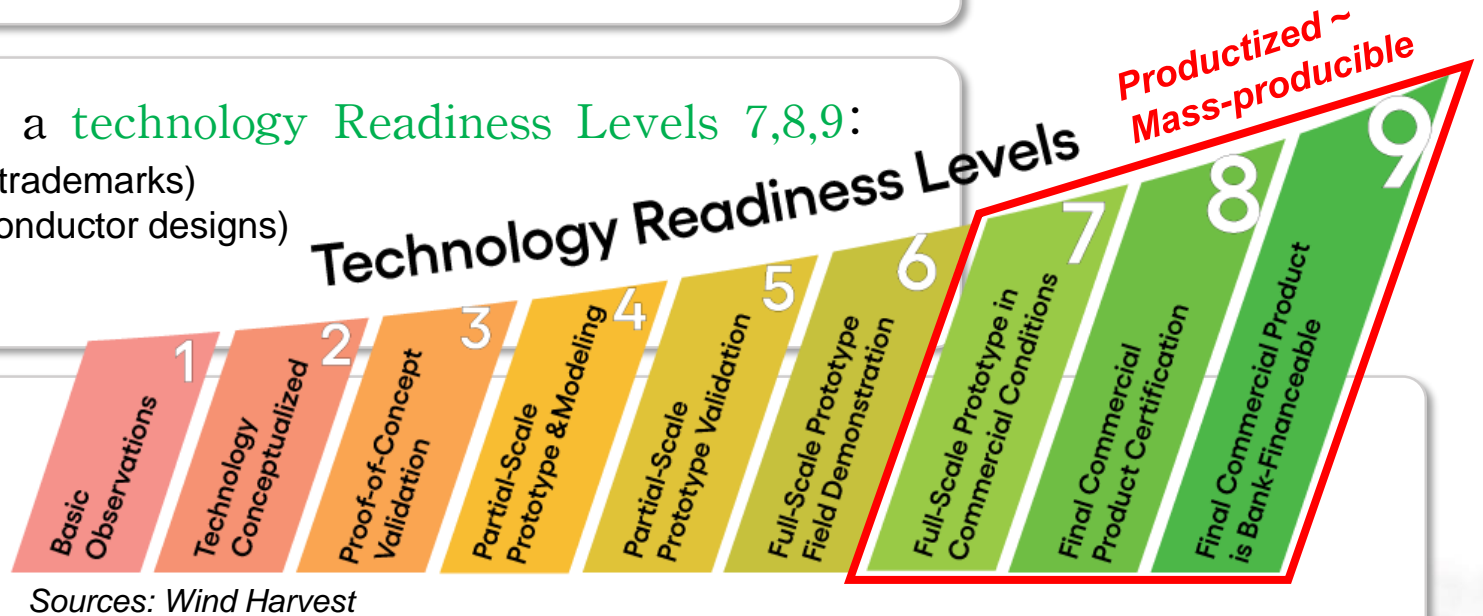 Productized ~
Mass-producible
a technology Readiness Levels 7,8,9:
trademarks)
onductor designs)
Technology Readiness Levels
1
Basic
Observations
2
Technology
Conceptualized
3
Proof-of-Concept
Validation
4
Partial-Scale
Prototype &Modeling
5
Partial-Scale
Prototype Validation
6
Full-Scale Prototype
Field Demonstration
7
Full-Scale Prototype in
Commercial Conditions
8
Final Commercial
Product Certification
9
Final Commercial Product
is Bank-Financeable
Sources: Wind Harvest